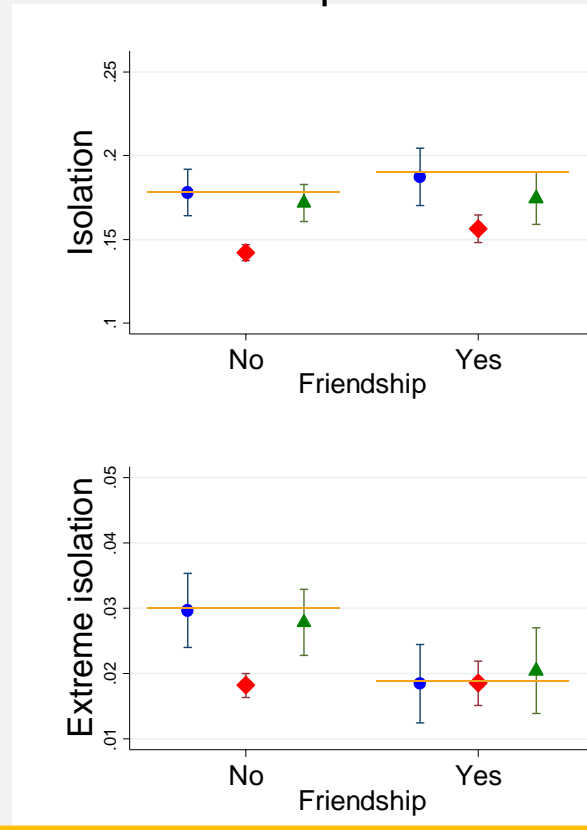 Isolation
.25
.2
.15
.1
No
Yes
Friendship
Extreme isolation
.05
.04
.03
.02
.01
No
Yes
Friendship